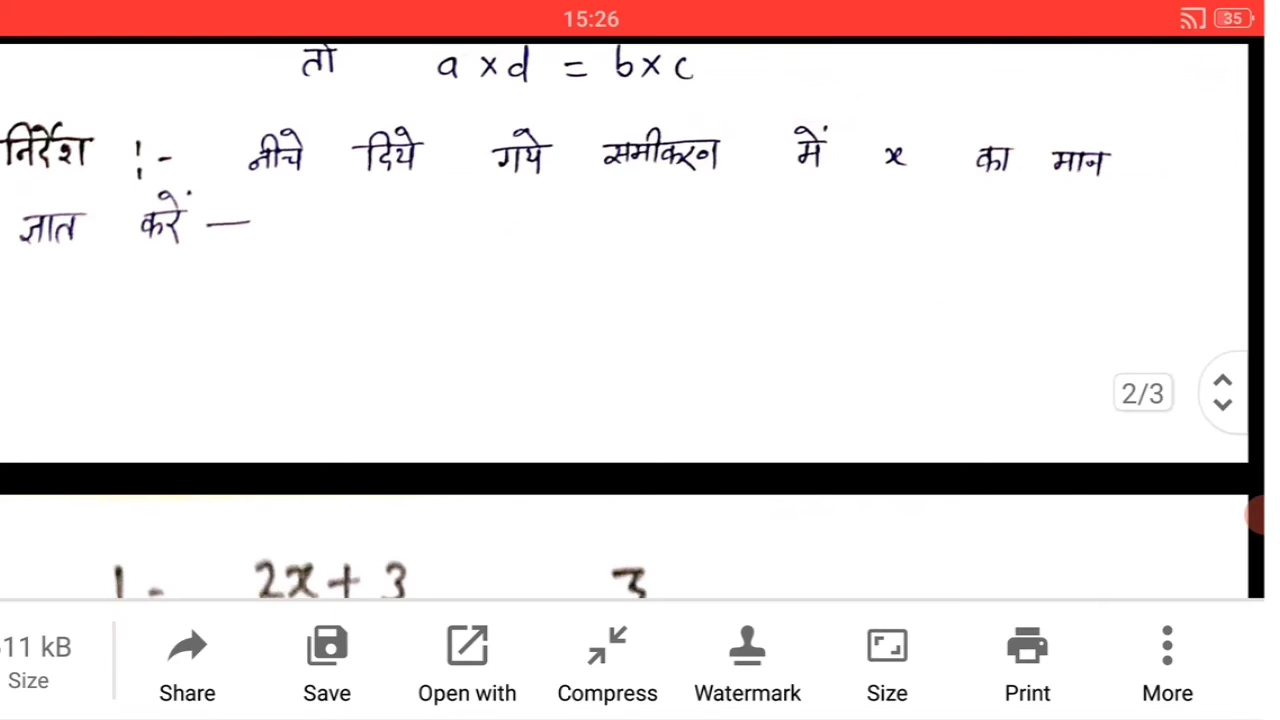 15:26
35
तो a × d = b × c
निर्देश :- नीचे दिये गये समीकरण में x का मान
ज्ञात करें —
2/3
1- 2x + 3 3
11 kB
Size
Share
Save
Open with
Compress
Watermark
Size
Print
More